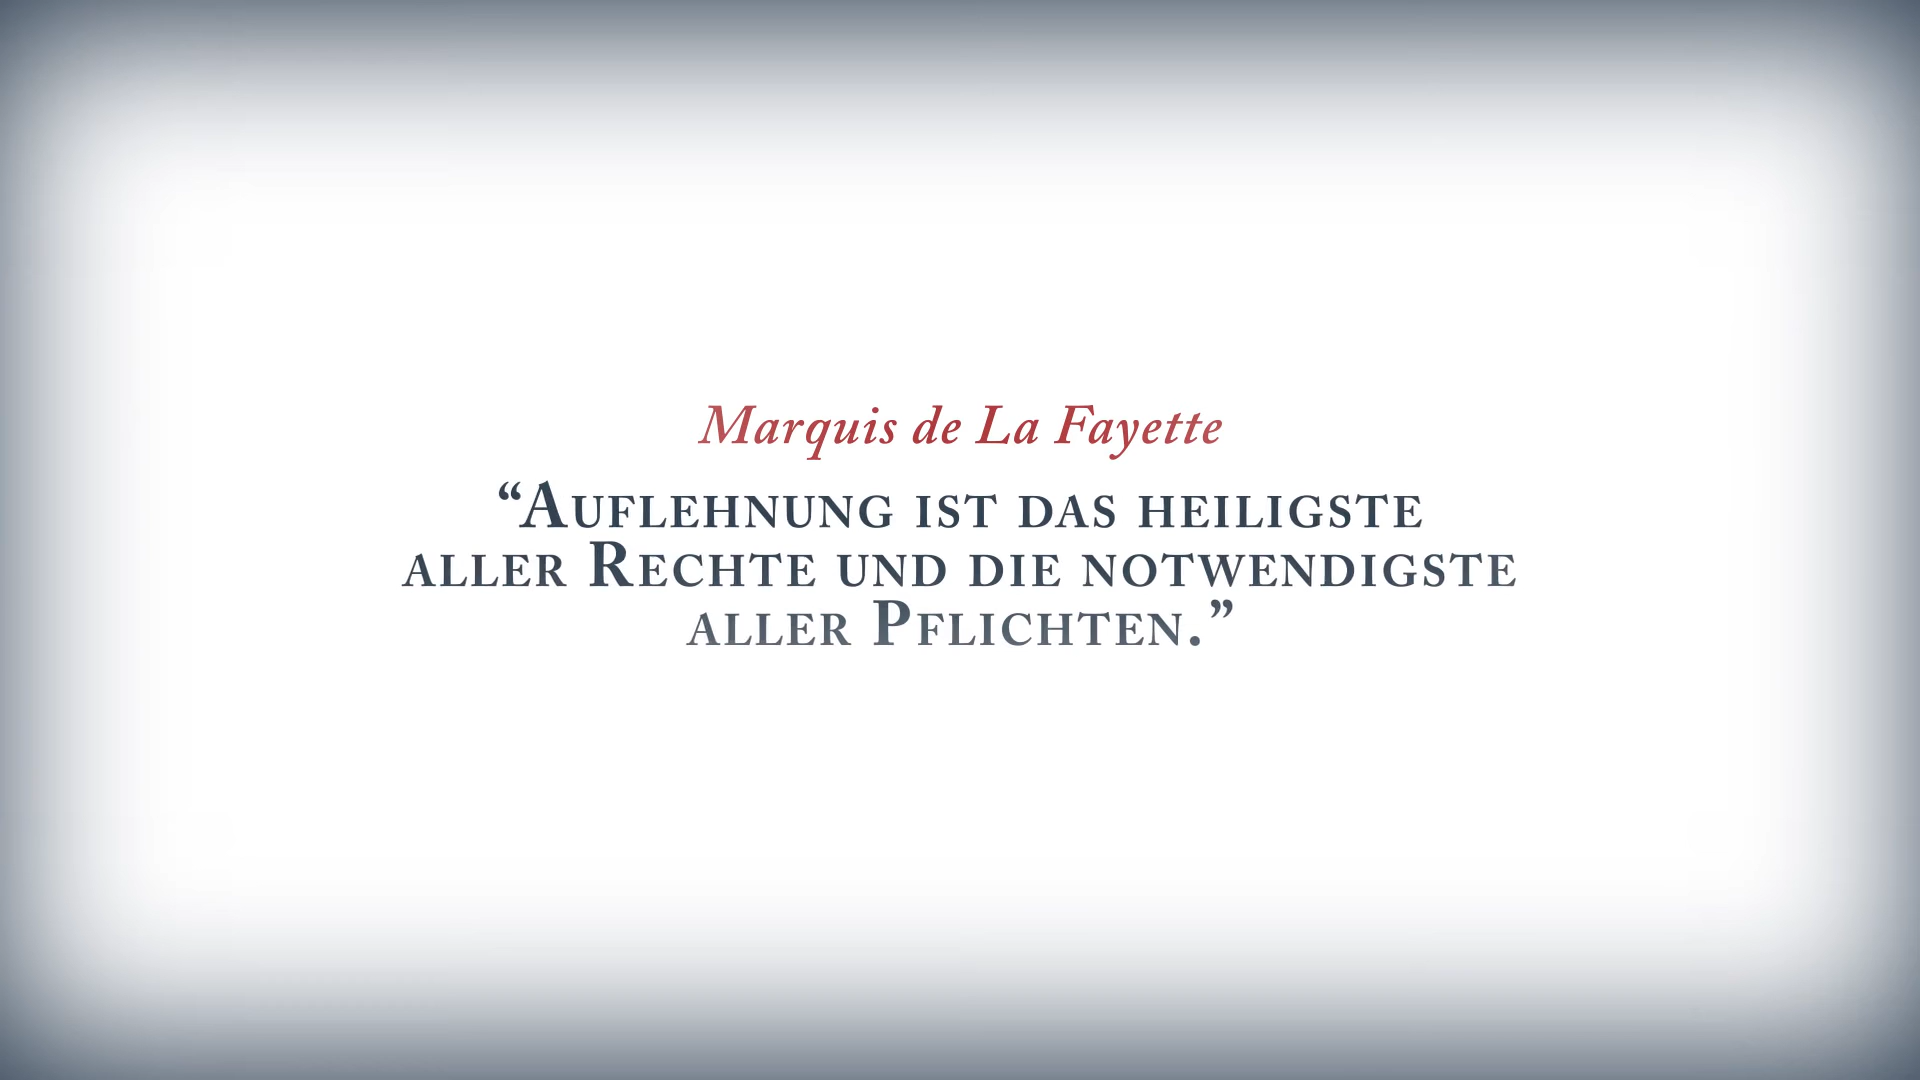 Marquis de La Fayette
“Auflehnung ist das heiligste
aller Rechte und die notwendigste
aller Pflichten.”